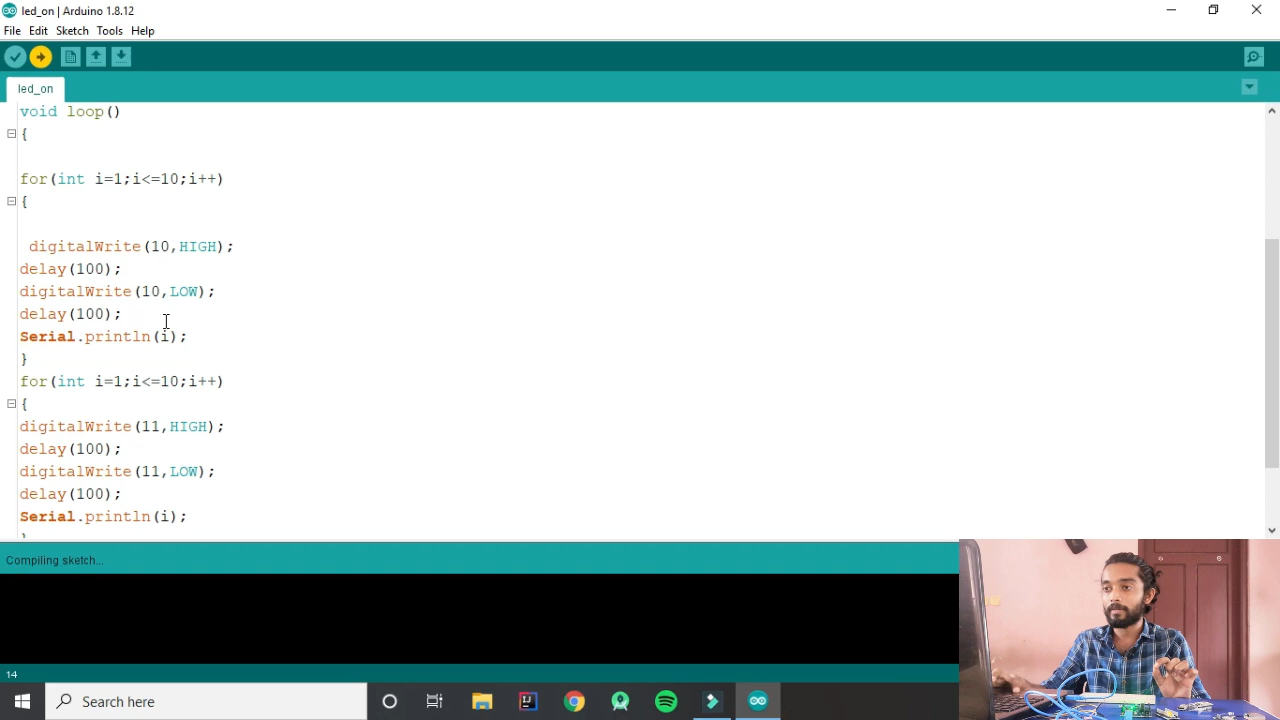 led_on | Arduino 1.8.12
File Edit Sketch Tools Help
led_on
void loop()
{
for(int i=1;i<=10;i++)
{
digitalWrite(10,HIGH);
delay(100);
digitalWrite(10,LOW);
delay(100);
Serial.println(i);
}
for(int i=1;i<=10;i++)
{
digitalWrite(11,HIGH);
delay(100);
digitalWrite(11,LOW);
delay(100);
Serial.println(i);
}
Compiling sketch...
14
Search here